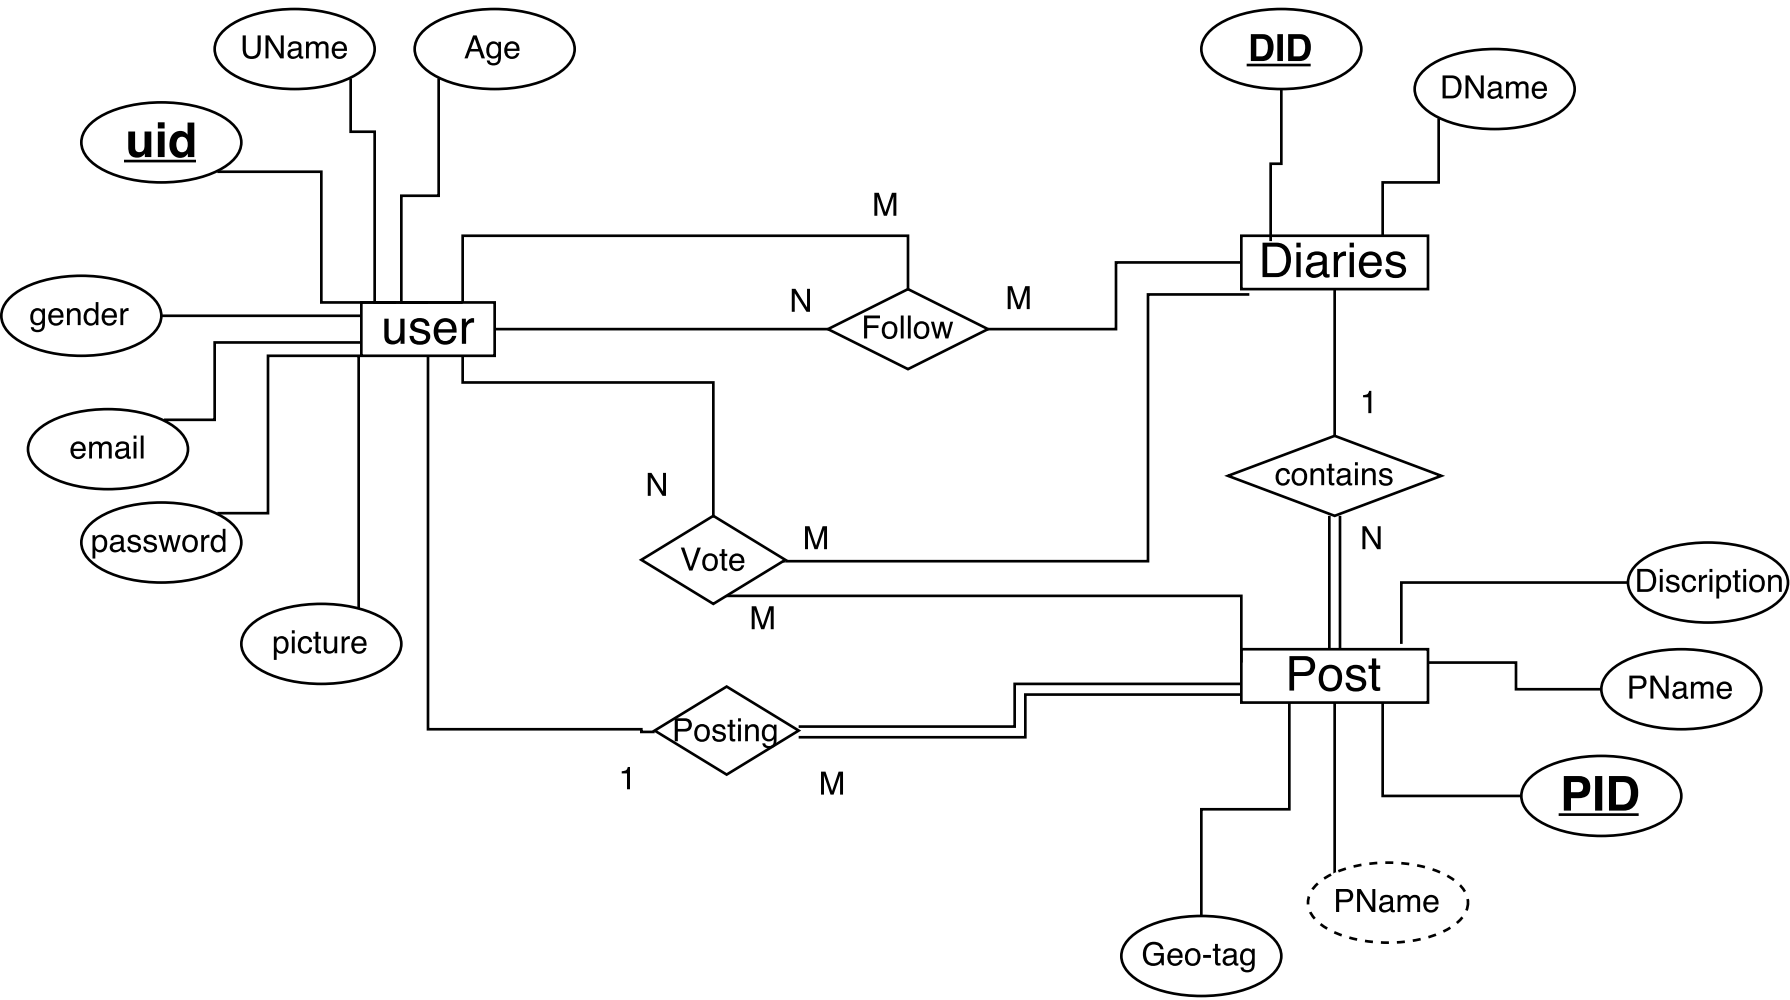 UName
Age
DID
DName
uid
M
Diaries
gender
user
N
Follow
M
1
email
contains
N
password
Vote
M
N
Discription
M
picture
Post
PName
Posting
1
M
PID
PName
Geo-tag